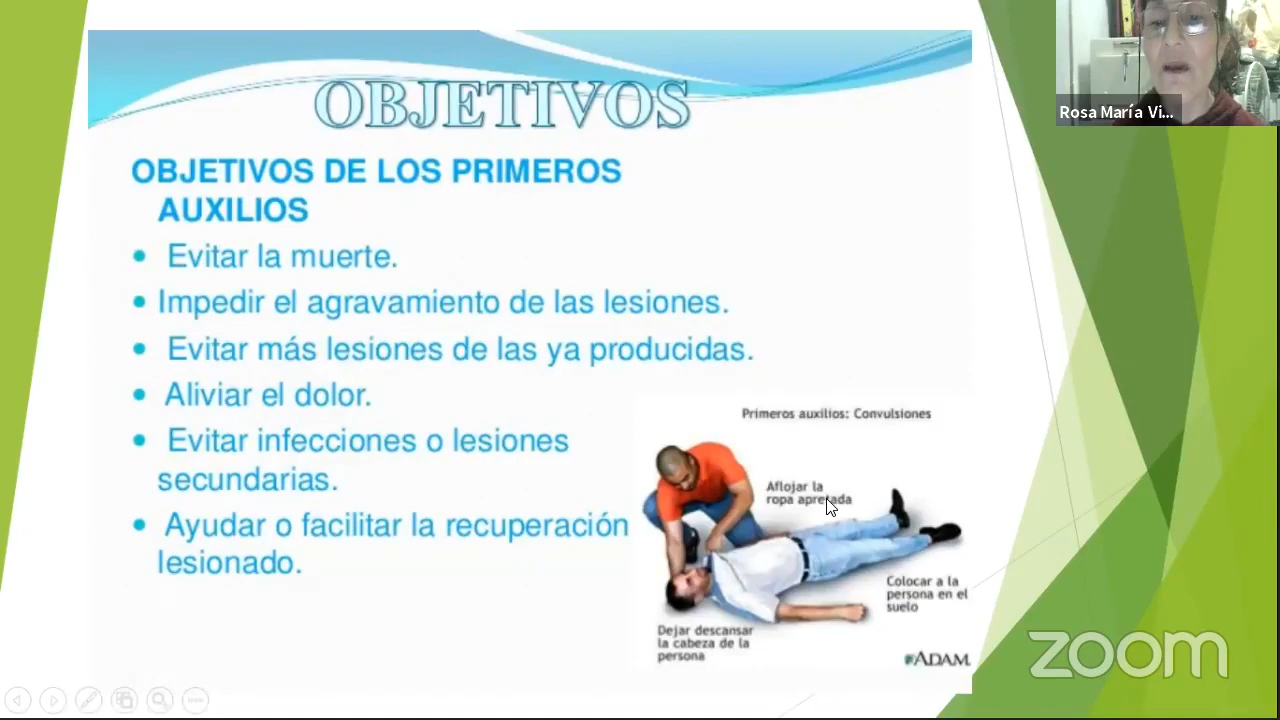 OBJETIVOS
OBJETIVOS DE LOS PRIMEROS
AUXILIOS
• Evitar la muerte.
• Impedir el agravamiento de las lesiones.
• Evitar más lesiones de las ya producidas.
• Aliviar el dolor.
• Evitar infecciones o lesiones
secundarias.
• Ayudar o facilitar la recuperación
lesionado.
Primeros auxilios: Convulsiones
Aflojar la
ropa apretada
Colocar a la
persona en el
suelo
Dejar descansar
la cabeza de la
persona
ADAM
Rosa María Vi...
zoom